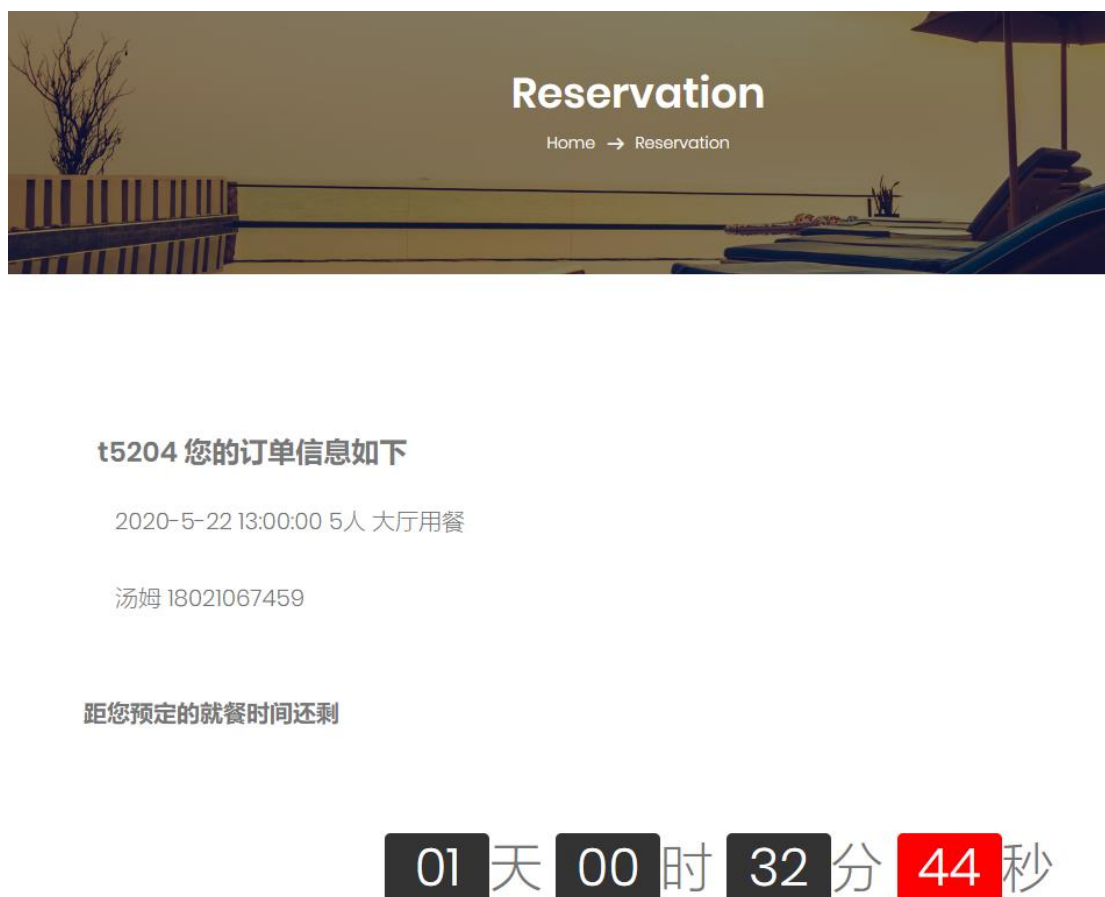 Reservation
Home → Reservation
t5204 您的订单信息如下
2020-5-22 13:00:00 5人 大厅用餐
汤姆 18021067459
距您预定的就餐时间还剩
01 天 00 时 32 分 44 秒